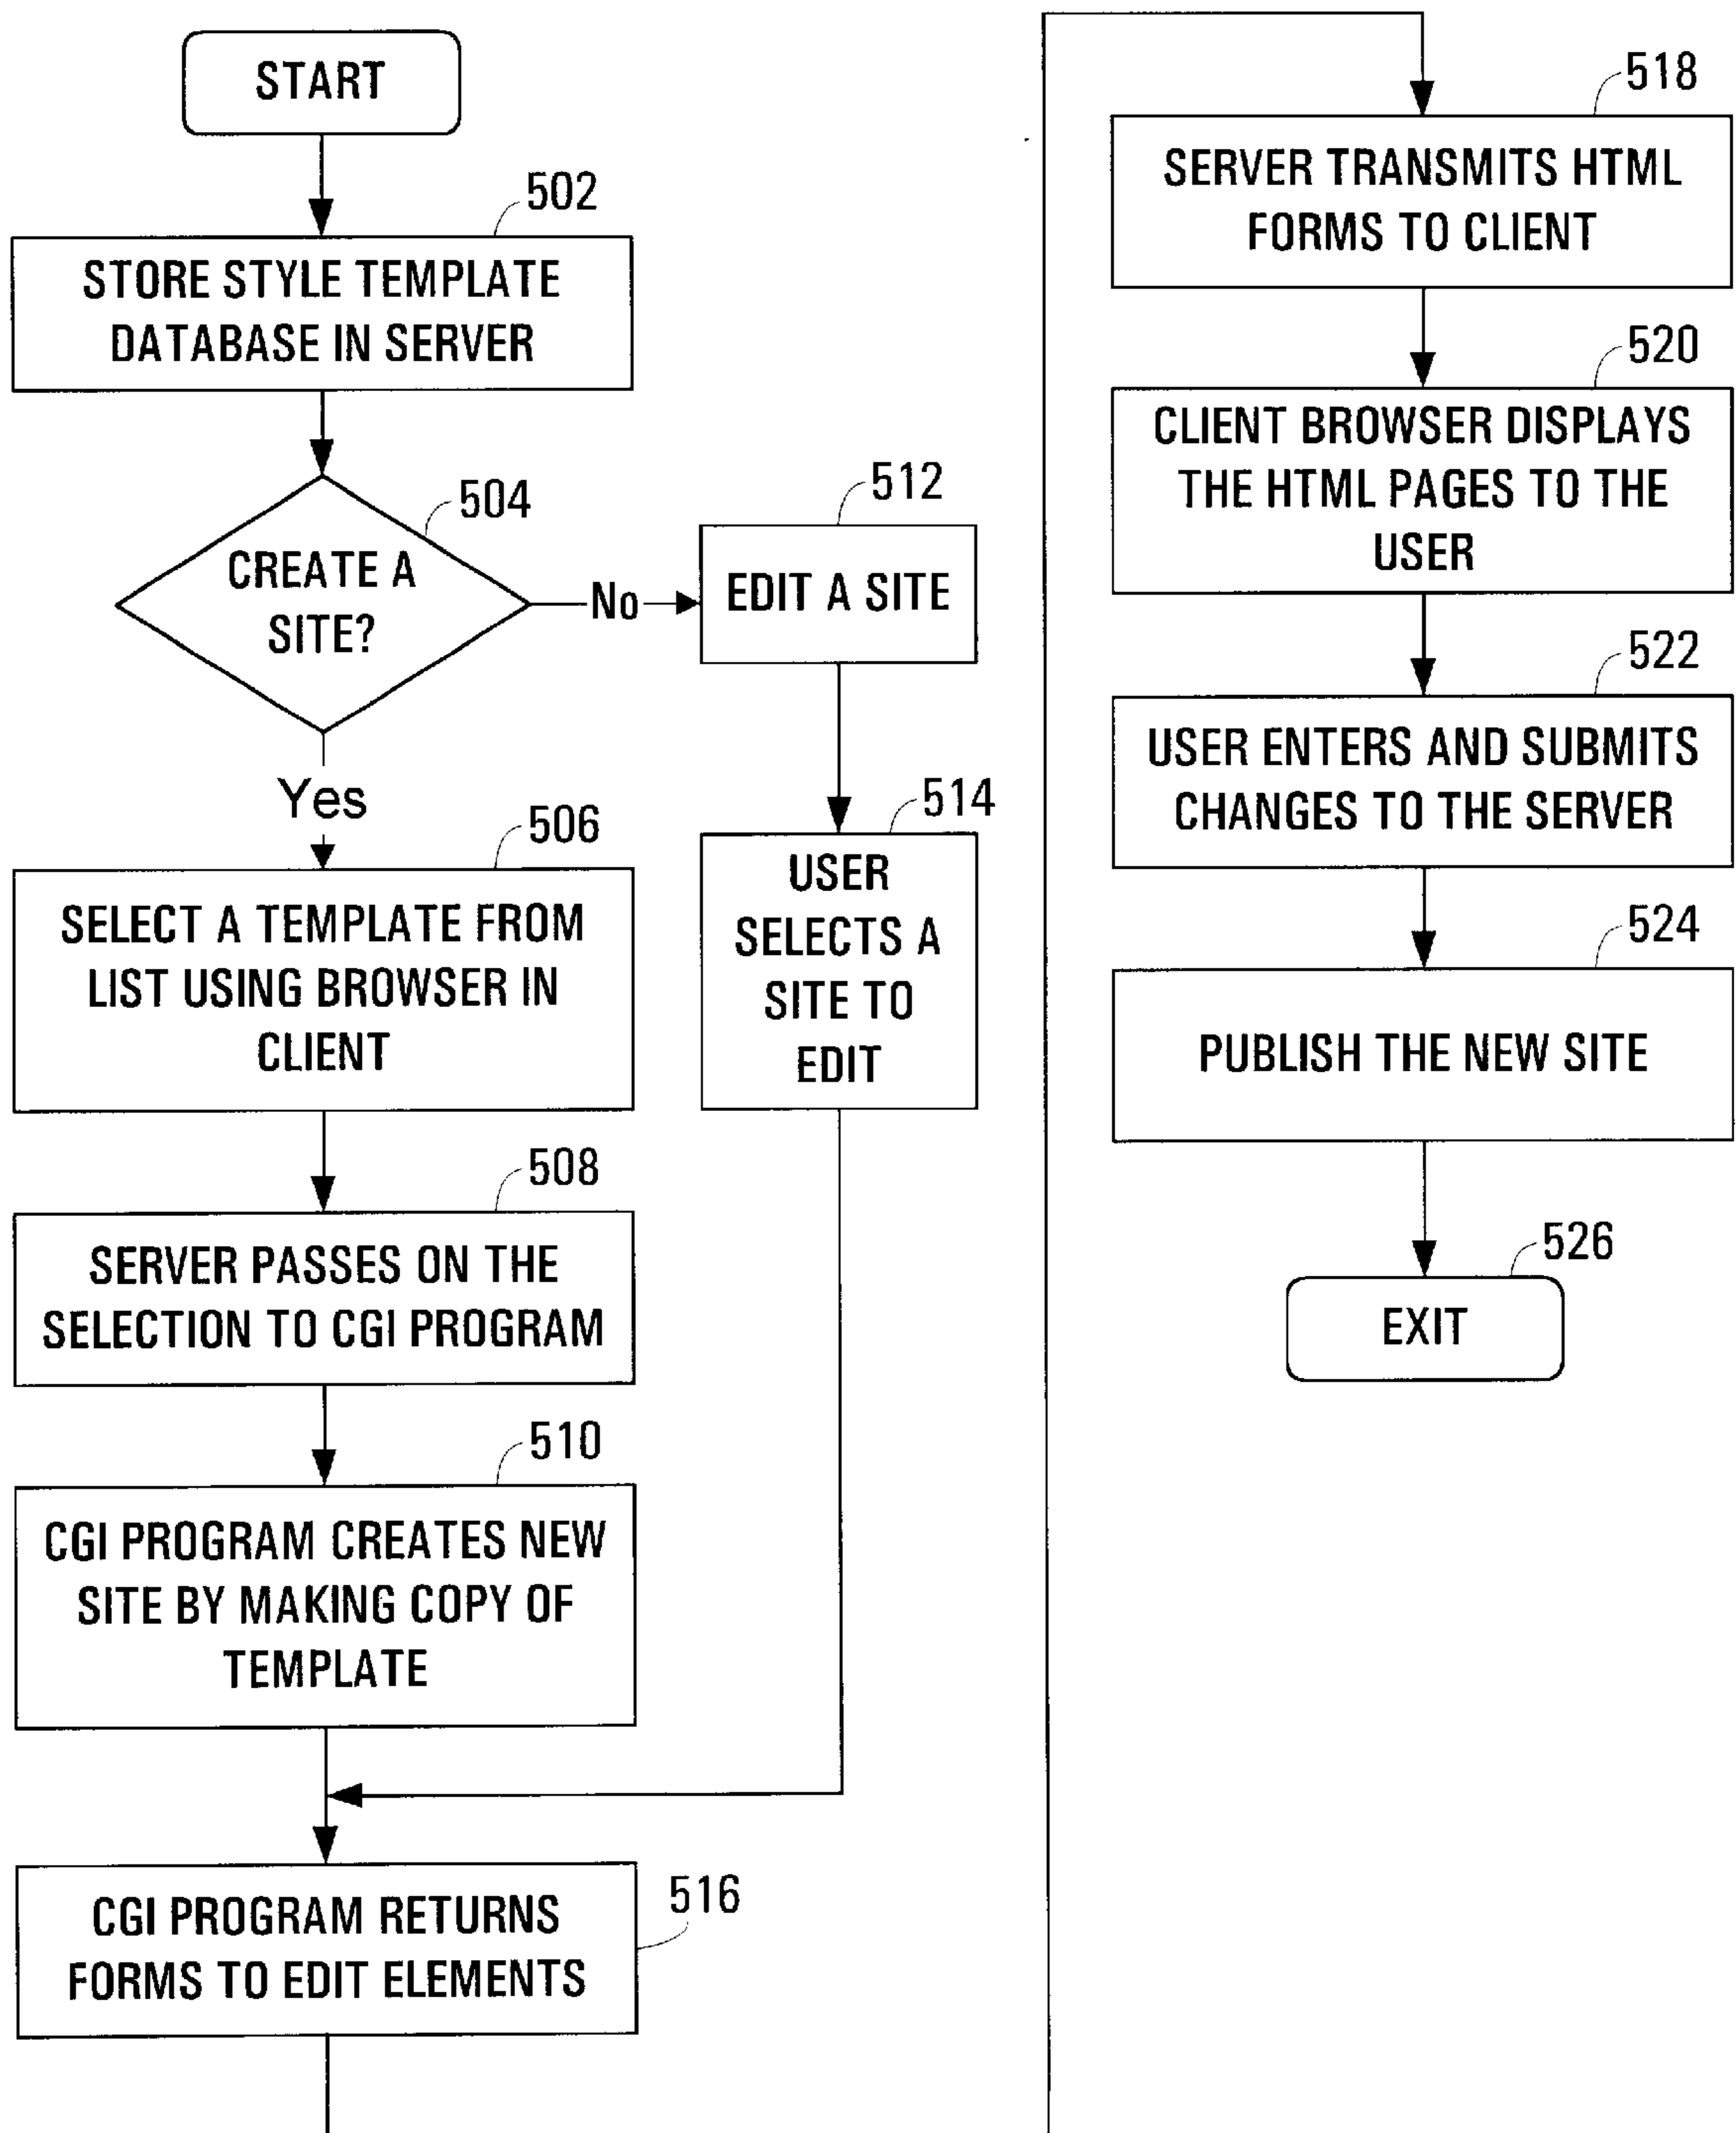 START
502
STORE STYLE TEMPLATE
DATABASE IN SERVER
504
CREATE A
SITE?
No
512
EDIT A SITE
Yes
514
USER
SELECTS A
SITE TO
EDIT
506
SELECT A TEMPLATE FROM
LIST USING BROWSER IN
CLIENT
508
SERVER PASSES ON THE
SELECTION TO CGI PROGRAM
510
CGI PROGRAM CREATES NEW
SITE BY MAKING COPY OF
TEMPLATE
516
CGI PROGRAM RETURNS
FORMS TO EDIT ELEMENTS
518
SERVER TRANSMITS HTML
FORMS TO CLIENT
520
CLIENT BROWSER DISPLAYS
THE HTML PAGES TO THE
USER
522
USER ENTERS AND SUBMITS
CHANGES TO THE SERVER
524
PUBLISH THE NEW SITE
526
EXIT